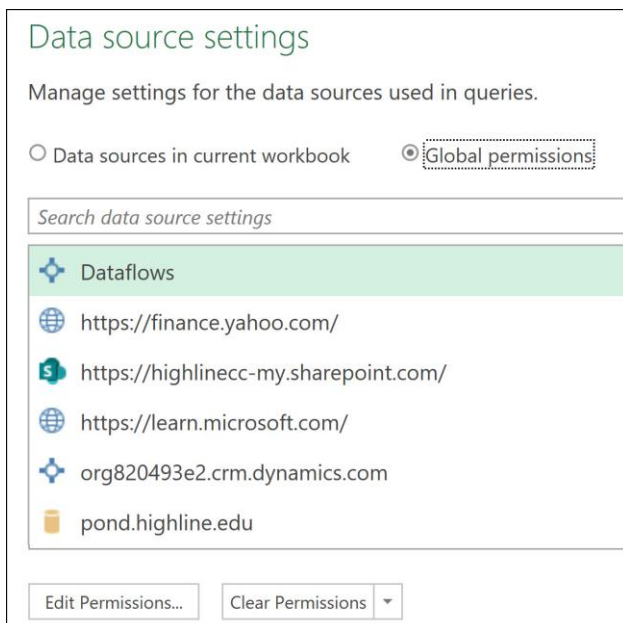 Data source settings
Manage settings for the data sources used in queries.
Data sources in current workbook Global permissions
Search data source settings
Dataflows
https://finance.yahoo.com/
https://highlinecc-my.sharepoint.com/
https://learn.microsoft.com/
org820493e2.crm.dynamics.com
pond.highline.edu
Edit Permissions... Clear Permissions